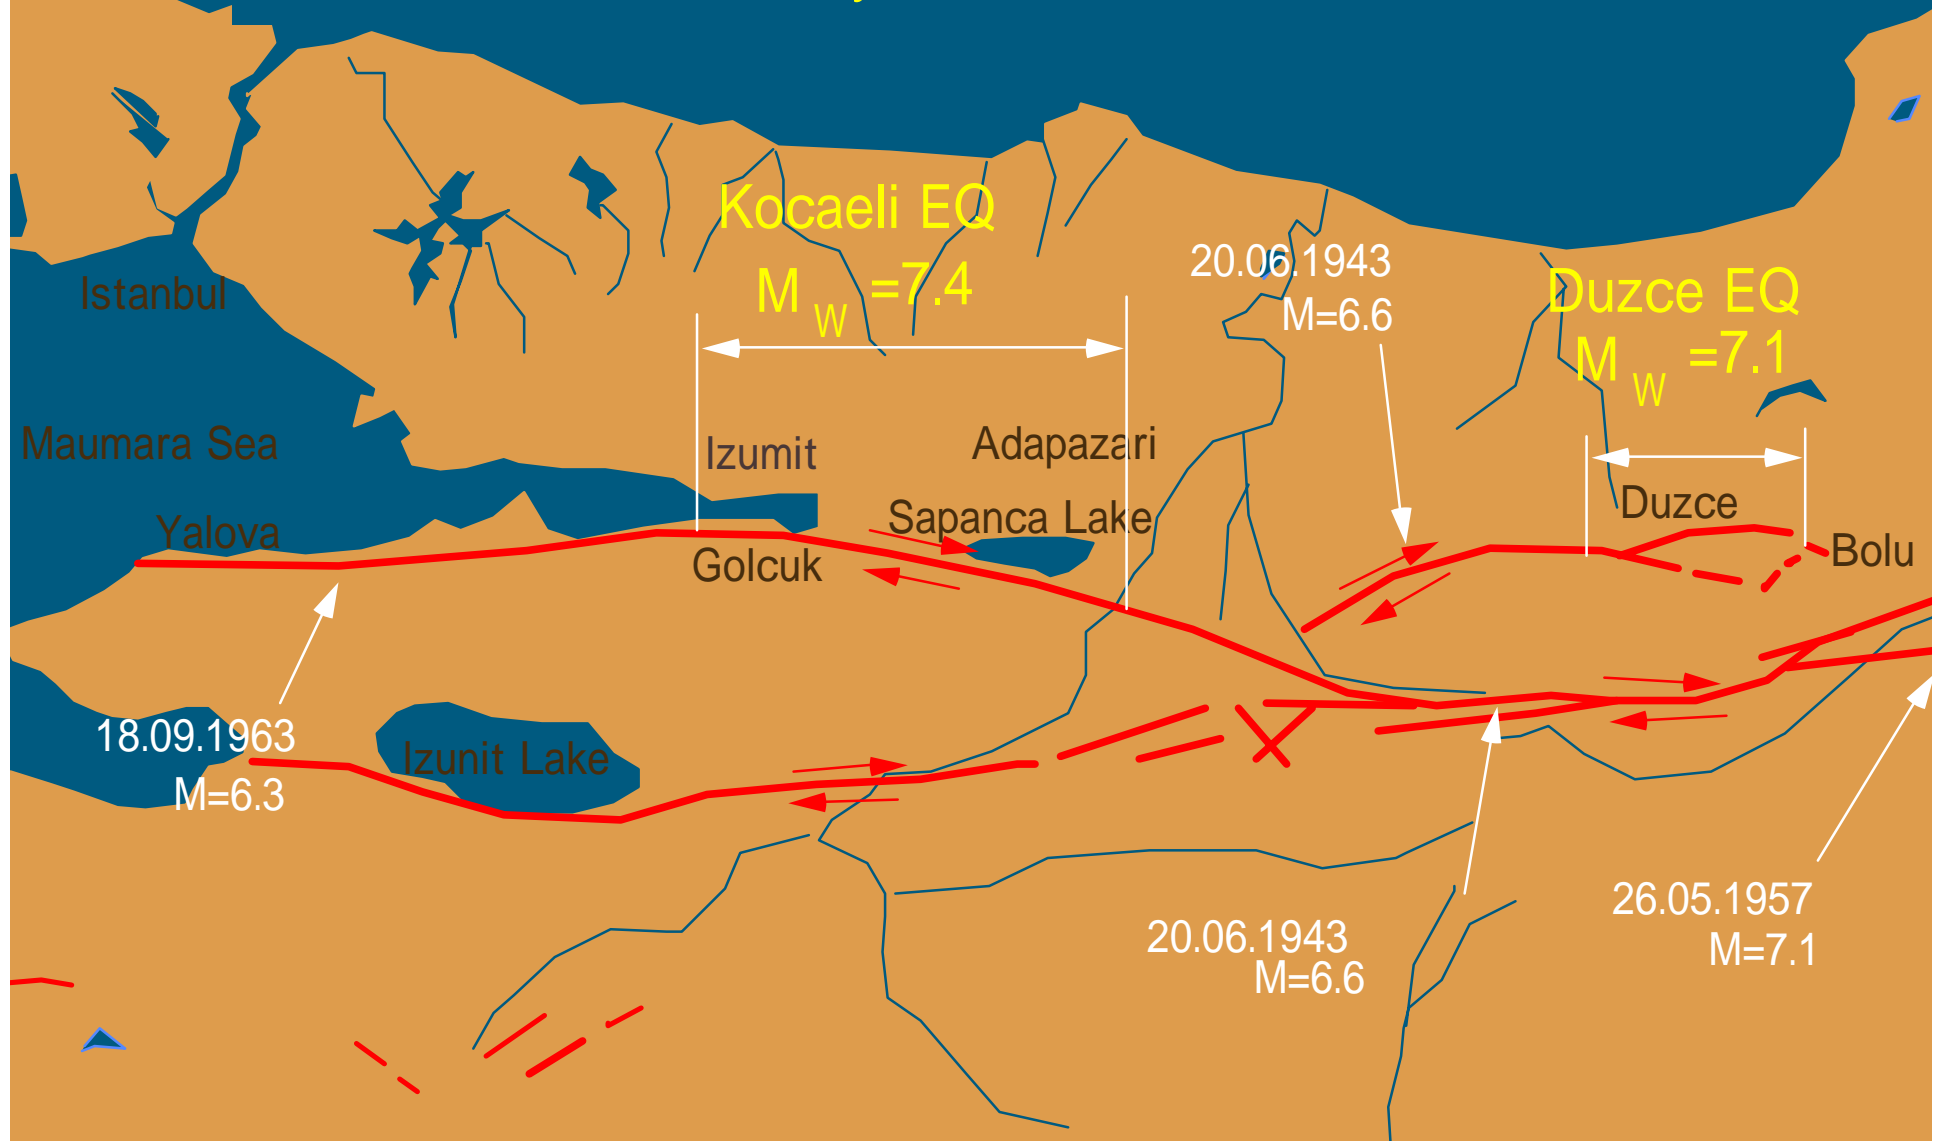 Kocaeli EQ
M W =7.4
20.06.1943
M=6.6
Duzce EQ
M W =7.1
Istanbul
Maumara Sea
Izumit
Adapazari
Yalova
Sapanca Lake
Duzce
Golcuk
Bolu
18.09.1963
M=6.3
Izunit Lake
20.06.1943
M=6.6
26.05.1957
M=7.1